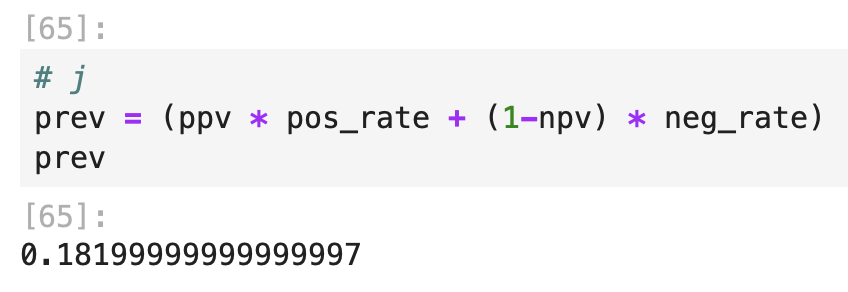 [65]:
# j
prev = (ppv * pos_rate + (1-npv) * neg_rate)
prev
[65]:
0.18199999999999997